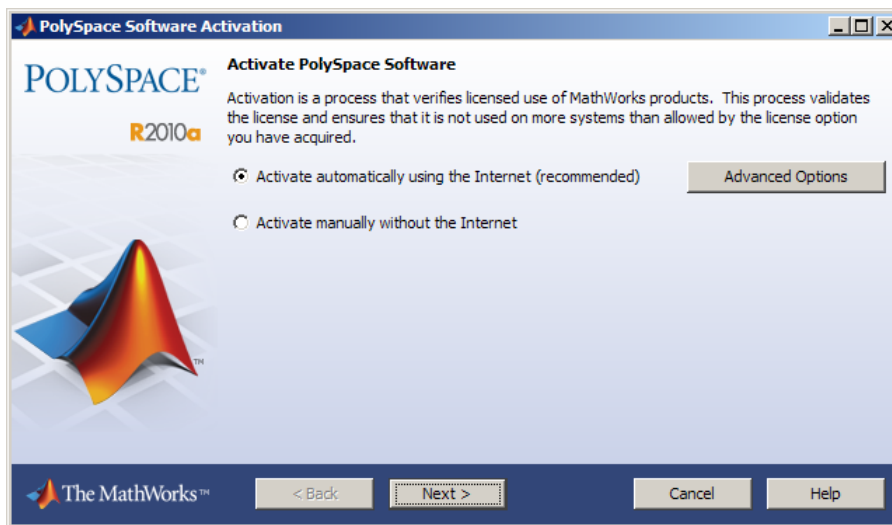 PolySpace Software Activation
POLYSPACE®
R2010a
Activate PolySpace Software
Activation is a process that verifies licensed use of MathWorks products. This process validates
the license and ensures that it is not used on more systems than allowed by the license option
you have acquired.
Activate automatically using the Internet (recommended)
Advanced Options
Activate manually without the Internet
TM
The MathWorks™
< Back
Next >
Cancel
Help